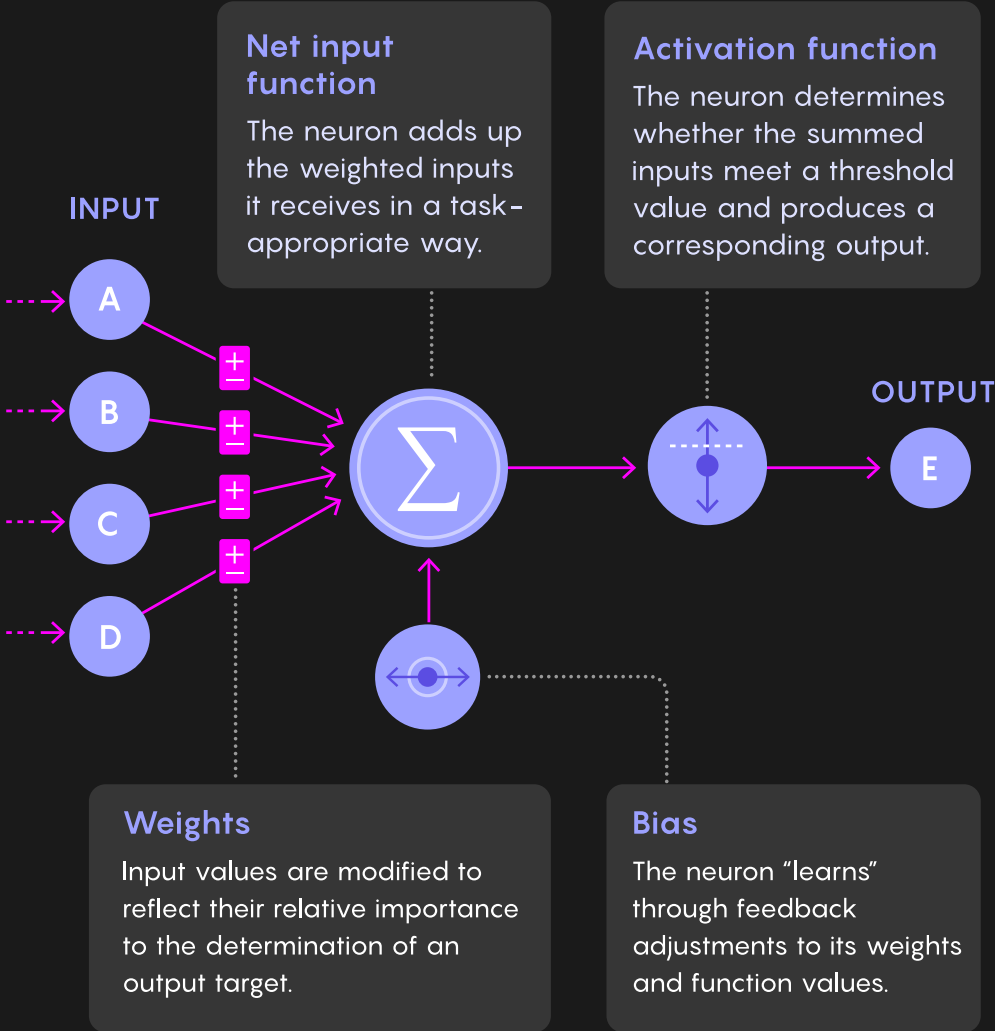 Net input
function
The neuron adds up
the weighted inputs
it receives in a task-
appropriate way.
Activation function
The neuron determines
whether the summed
inputs meet a threshold
value and produces a
corresponding output.
INPUT
A
B
C
D
±
±
±
±
∑
OUTPUT
E
Weights
Input values are modified to
reflect their relative importance
to the determination of an
output target.
Bias
The neuron “learns”
through feedback
adjustments to its weights
and function values.